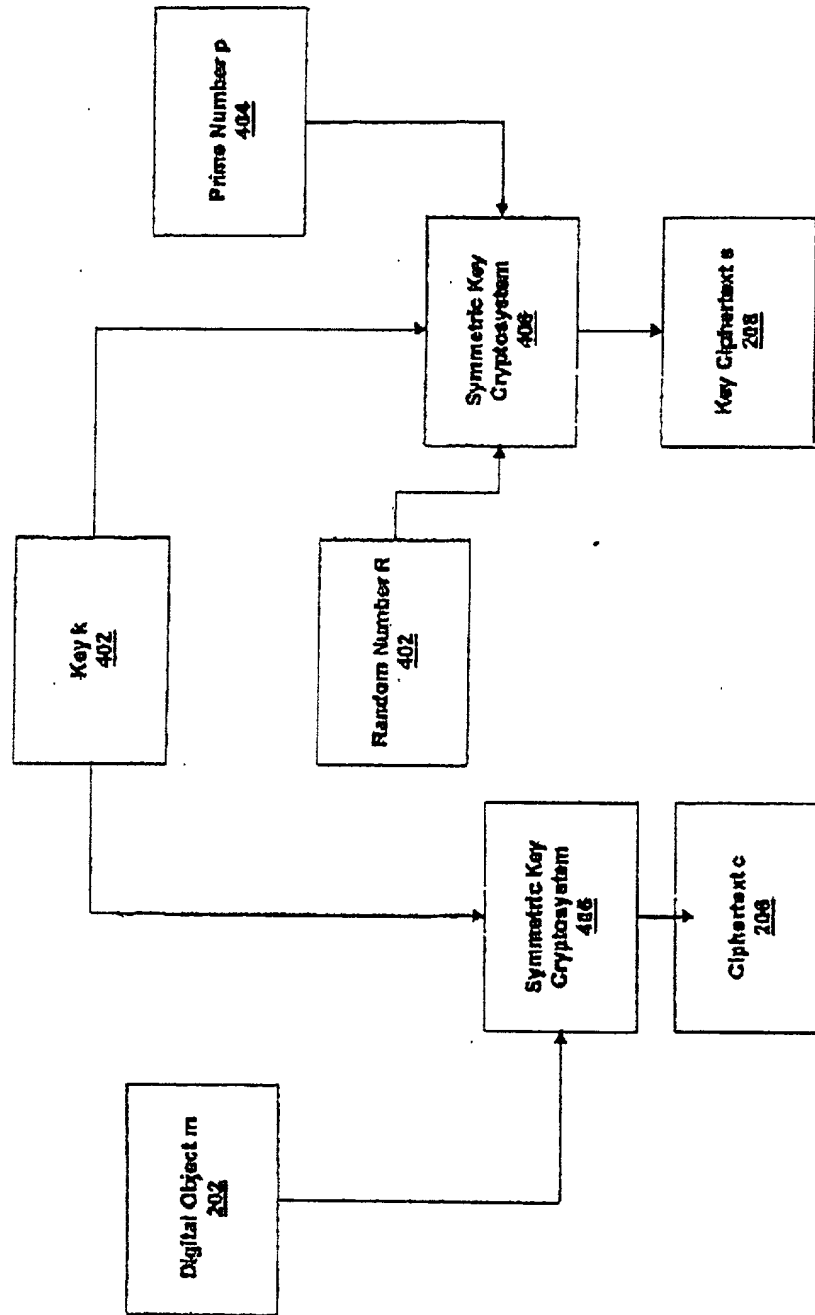 Key k
402
Digital Object m
202
Prime Number p
404
Random Number R
402
Symmetric Key
Cryptosystem
406
Symmetric Key
Cryptosystem
Ciphertext c
206
Key Ciphertext s
208